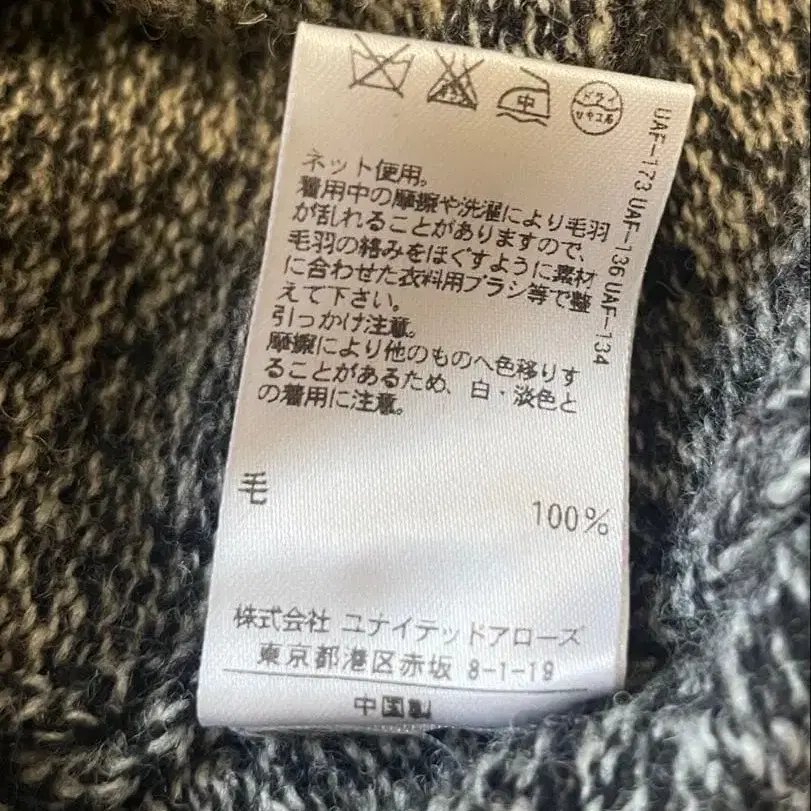 中
ドライ
セキユ系
UAF-173 UAF-136 UAF-134
ネット使用。
着用中の摩擦や洗濯により毛羽
が乱れることがありますので、
毛羽の絡みをほぐすように素材
に合わせた衣料用ブラシ等で整
えて下さい。
引っかけ注意。
摩擦により他のものへ色移りす
ることがあるため、白・淡色と
の着用に注意。
毛 100%
株式会社 ユナイテッドアローズ
東京都港区赤坂 8-1-19
中国製